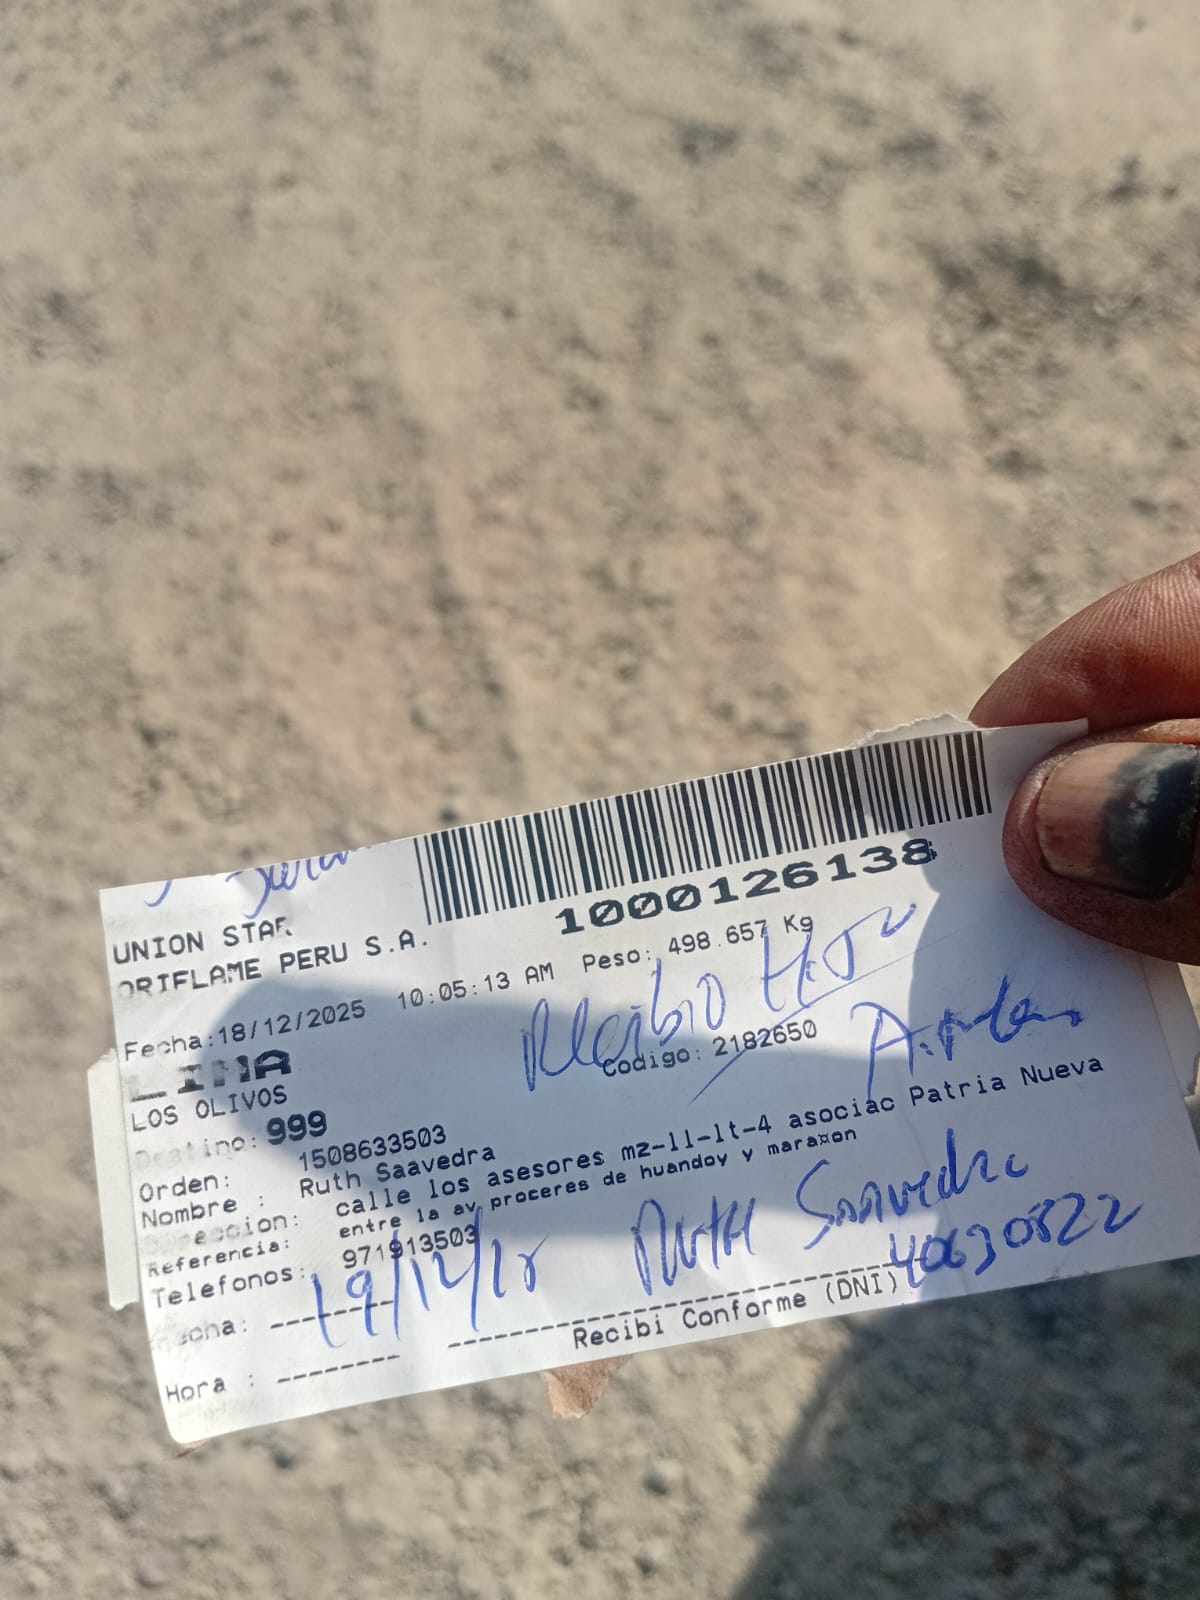 1000126138
UNION STAR
ORIFLAME PERU S.A.
Fecha:18/12/2025 10:05:13 AM Peso: 498.657 Kg
LIMA
Recibio
LOS OLIVOS
Codigo: 2182650
Destino: 999
Orden: 1508633503
Nombre : Ruth Saavedra
Direccion: calle los asesores mz-11-lt-4 asociac Patria Nueva
Referencia: entre la av proceres de huandoy y maraxon
Telefonos: 971913503
Ruth Saavedra
Fecha: 19/12/25
40630822
Recibi Conforme (DNI)
Hora :